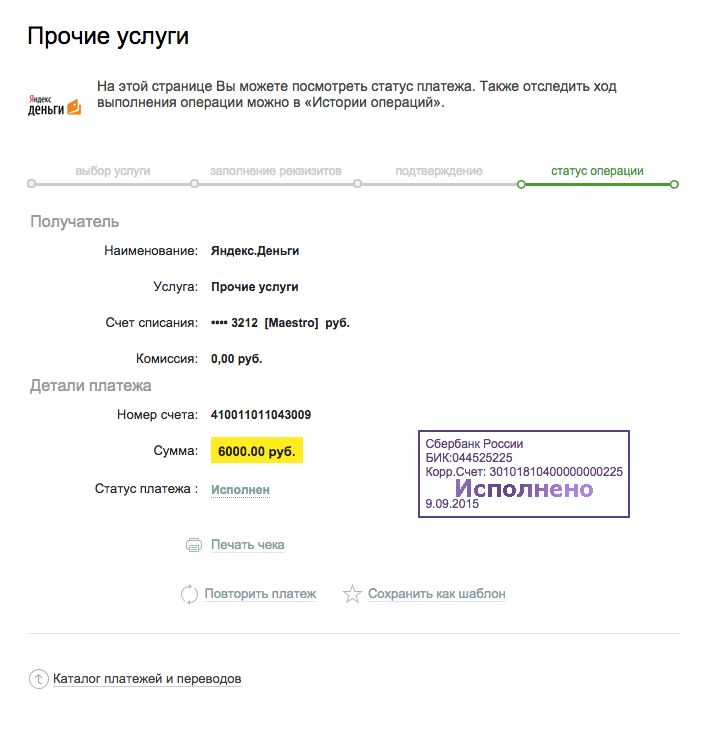 Прочие услуги
На этой странице Вы можете посмотреть статус платежа. Также отследить ход
выполнения операции можно в «Истории операций».
Яндекс
деньги
выбор услуги заполнение реквизитов подтверждение статус операции
Получатель
Наименование: Яндекс.Деньги
Услуга: Прочие услуги
Счет списания: •••• 3212 [Maestro] руб.
Комиссия: 0,00 руб.
Детали платежа
Номер счета: 410011011043009
Сумма: 6000.00 руб.
Статус платежа : Исполнен
Сбербанк России
БИК:044525225
Корр.Счет: 30101810400000000225
Исполнено
9.09.2015
Печать чека
Повторить платеж Сохранить как шаблон
Каталог платежей и переводов